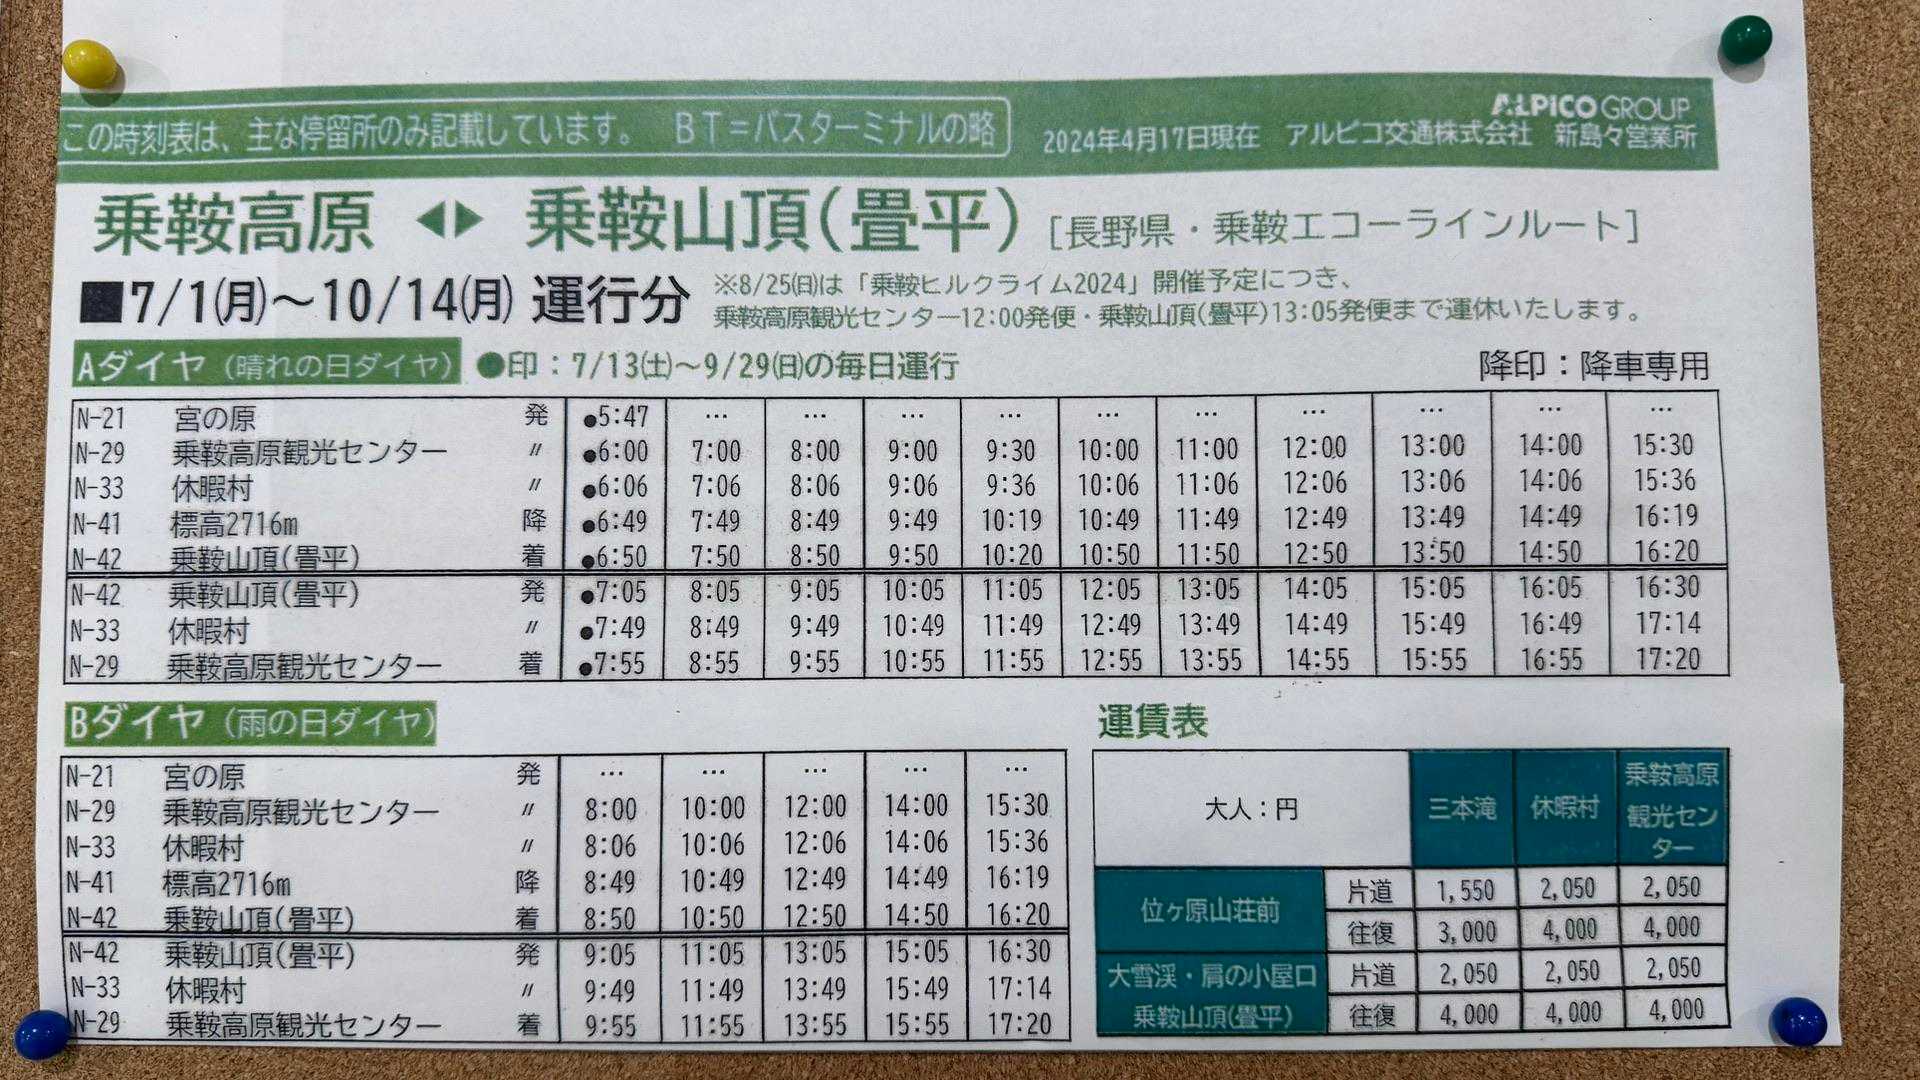 ALPICO GROUP
この時刻表は、主な停留所のみ記載しています。 BT=バスターミナルの略 2024年4月17日現在 アルピコ交通株式会社 新島々営業所
乗鞍高原 ◀▶ 乗鞍山頂(畳平) [長野県・乗鞍エコーラインルート]
■7/1(月)～10/14(月) 運行分
※8/25(日)は「乗鞍ヒルクライム2024」開催予定につき、
乗鞍高原観光センター12:00発便・乗鞍山頂(畳平)13:05発便まで運休いたします。
Aダイヤ(晴れの日ダイヤ) ●印:7/13(土)～9/29(日)の毎日運行 降印:降車専用
N-21 宮の原 発 ●5:47 … … … … … … … … … …
N-29 乗鞍高原観光センター 〃 ●6:00 7:00 8:00 9:00 9:30 10:00 11:00 12:00 13:00 14:00 15:30
N-33 休暇村 〃 ●6:06 7:06 8:06 9:06 9:36 10:06 11:06 12:06 13:06 14:06 15:36
N-41 標高2716m 降 ●6:49 7:49 8:49 9:49 10:19 10:49 11:49 12:49 13:49 14:49 16:19
N-42 乗鞍山頂(畳平) 着 ●6:50 7:50 8:50 9:50 10:20 10:50 11:50 12:50 13:50 14:50 16:20
N-42 乗鞍山頂(畳平) 発 ●7:05 8:05 9:05 10:05 11:05 12:05 13:05 14:05 15:05 16:05 16:30
N-33 休暇村 〃 ●7:49 8:49 9:49 10:49 11:49 12:49 13:49 14:49 15:49 16:49 17:14
N-29 乗鞍高原観光センター 着 ●7:55 8:55 9:55 10:55 11:55 12:55 13:55 14:55 15:55 16:55 17:20
Bダイヤ(雨の日ダイヤ)
N-21 宮の原 発 … … … … …
N-29 乗鞍高原観光センター 〃 8:00 10:00 12:00 14:00 15:30
N-33 休暇村 〃 8:06 10:06 12:06 14:06 15:36
N-41 標高2716m 降 8:49 10:49 12:49 14:49 16:19
N-42 乗鞍山頂(畳平) 着 8:50 10:50 12:50 14:50 16:20
N-42 乗鞍山頂(畳平) 発 9:05 11:05 13:05 15:05 16:30
N-33 休暇村 〃 9:49 11:49 13:49 15:49 17:14
N-29 乗鞍高原観光センター 着 9:55 11:55 13:55 15:55 17:20
運賃表
大人:円 三本滝 休暇村 乗鞍高原
観光セン
ター
位ヶ原山荘前 片道 1,550 2,050 2,050
往復 3,000 4,000 4,000
大雪渓・肩の小屋口 片道 2,050 2,050 2,050
乗鞍山頂(畳平) 往復 4,000 4,000 4,000